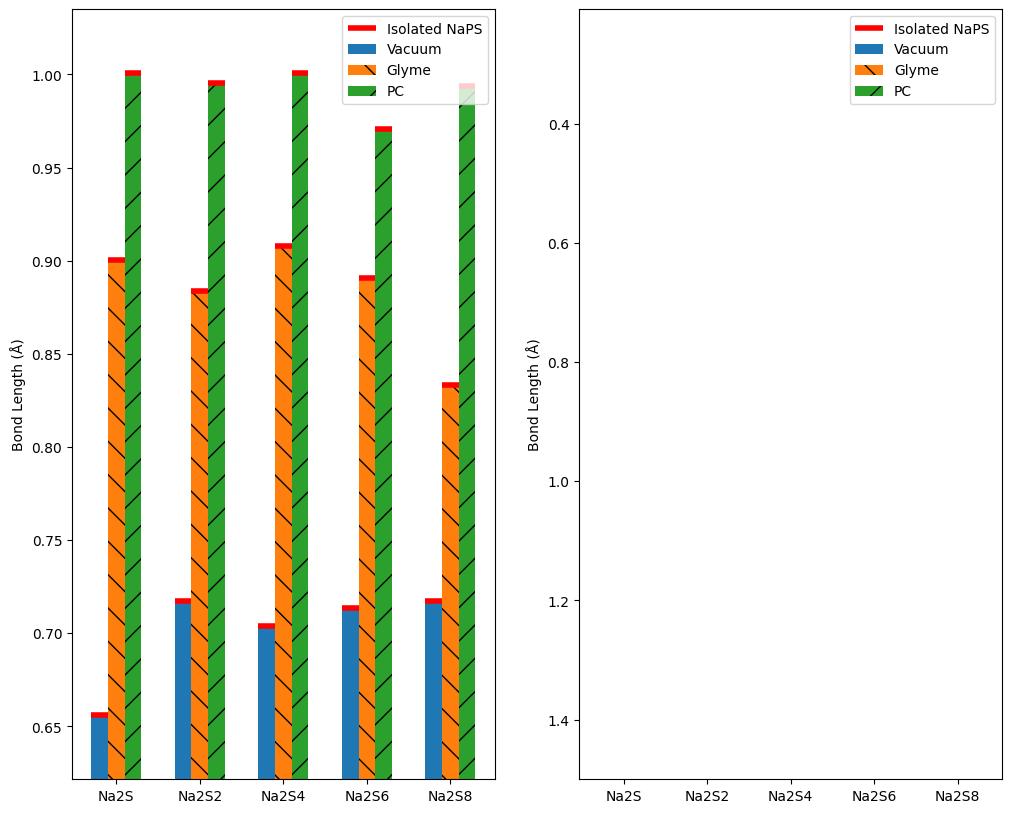 Isolated NaPS
Vacuum
Glyme
PC
Bond Length (Å)
1.00
0.95
0.90
0.85
0.80
0.75
0.70
0.65
Na2S
Na2S2
Na2S4
Na2S6
Na2S8
Isolated NaPS
Vacuum
Glyme
PC
Bond Length (Å)
0.4
0.6
0.8
1.0
1.2
1.4
Na2S
Na2S2
Na2S4
Na2S6
Na2S8